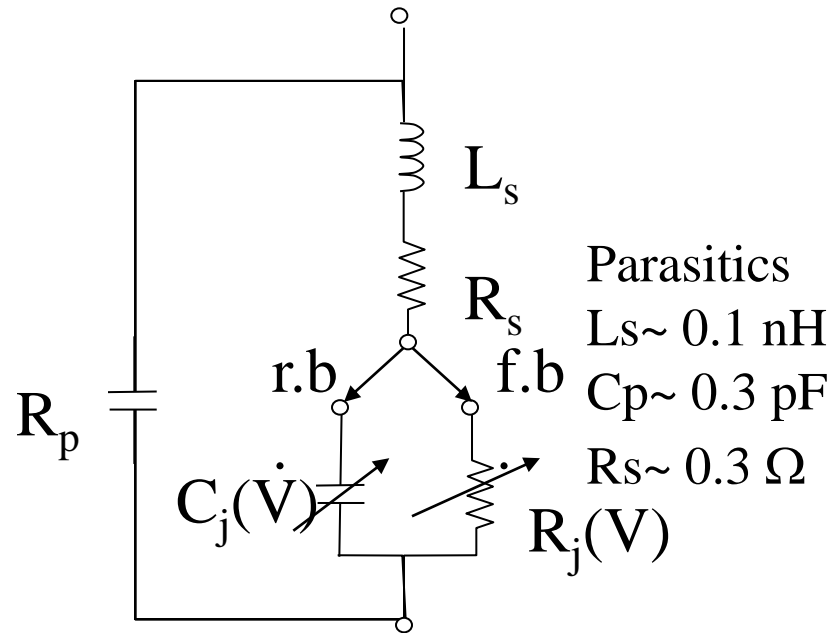 Ls
Rs
Parasitics
Ls~ 0.1 nH
Cp~ 0.3 pF
Rs~ 0.3 Ω
r.b
f.b
Rp
Cj(V̇)
Rj(V)